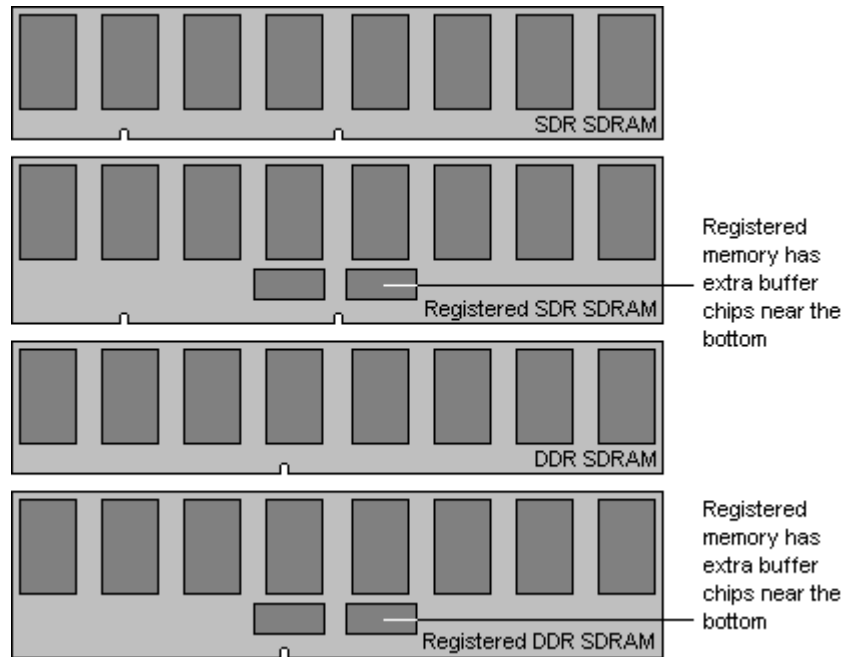 SDR SDRAM
Registered
memory has
extra buffer
chips near the
bottom
Registered SDR SDRAM
DDR SDRAM
Registered
memory has
extra buffer
chips near the
bottom
Registered DDR SDRAM